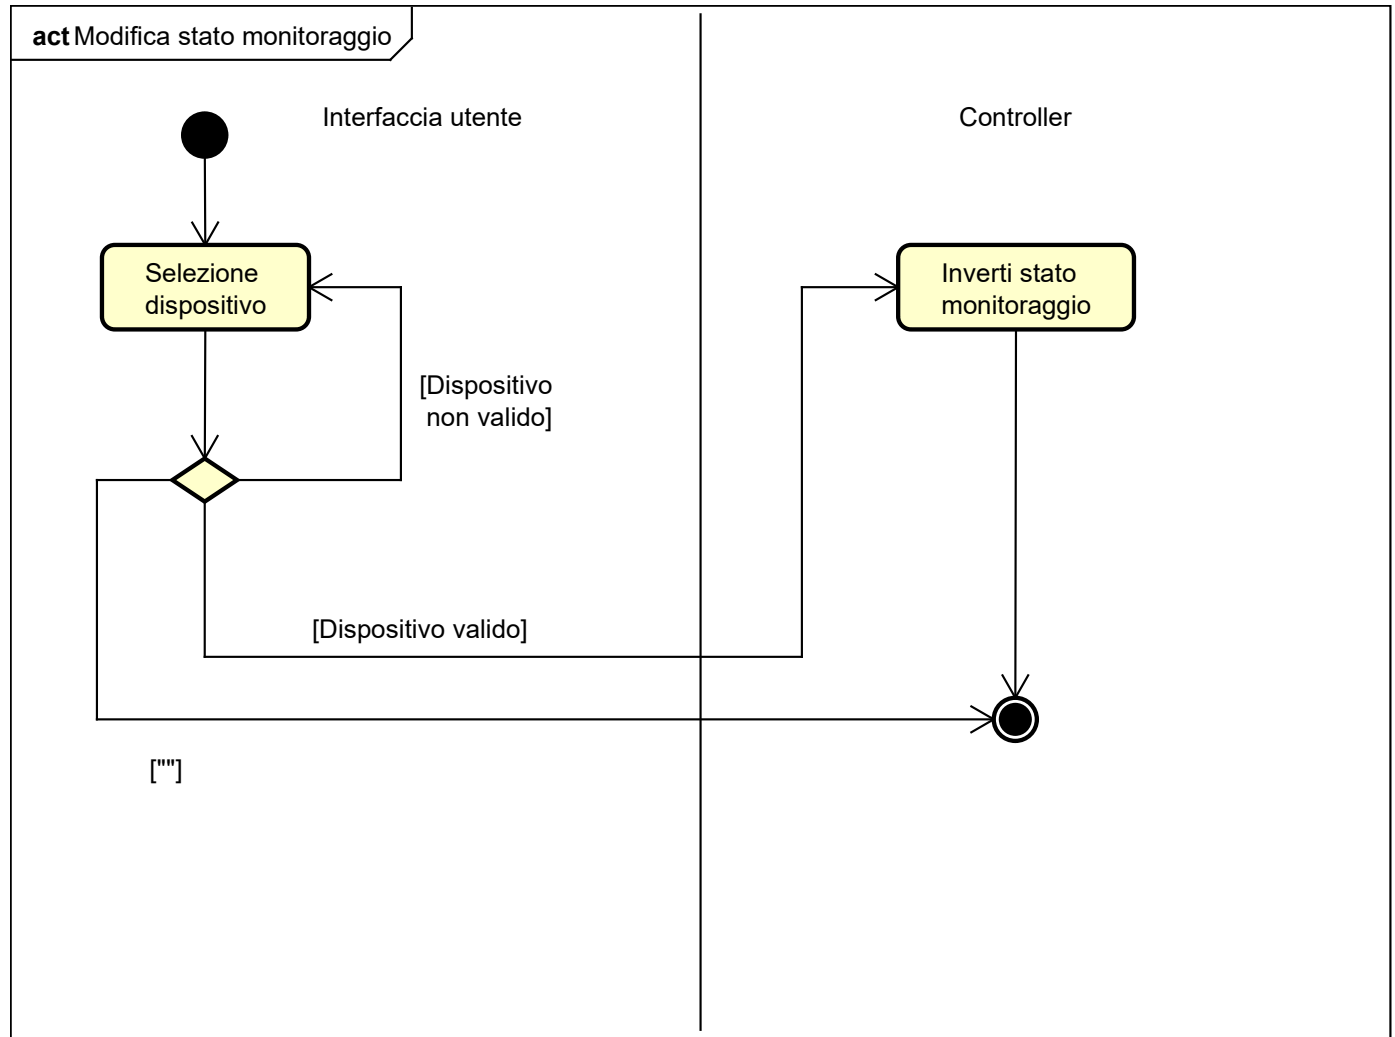 act Modifica stato monitoraggio
Interfaccia utente
Controller
Selezione
dispositivo
Inverti stato
monitoraggio
[Dispositivo
non valido]
[Dispositivo valido]
[""]